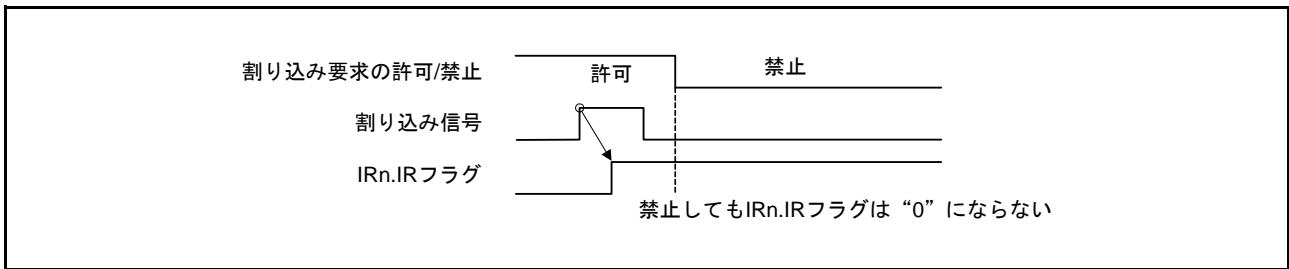 割り込み要求の許可/禁止
許可
禁止
割り込み信号
IRn.IRフラグ
禁止してもIRn.IRフラグは“0”にならない